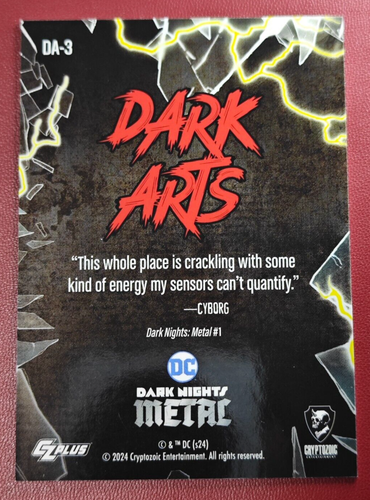 DA-3
DARK
ARTS
“This whole place is crackling with some
kind of energy my sensors can’t quantify.”
—CYBORG
Dark Nights: Metal #1
DC
DARK NIGHTS
METAL
CZPLUS
CRYPTOZOIC
ENTERTAINMENT
© & ™ DC (s24)
© 2024 Cryptozoic Entertainment. All rights reserved.